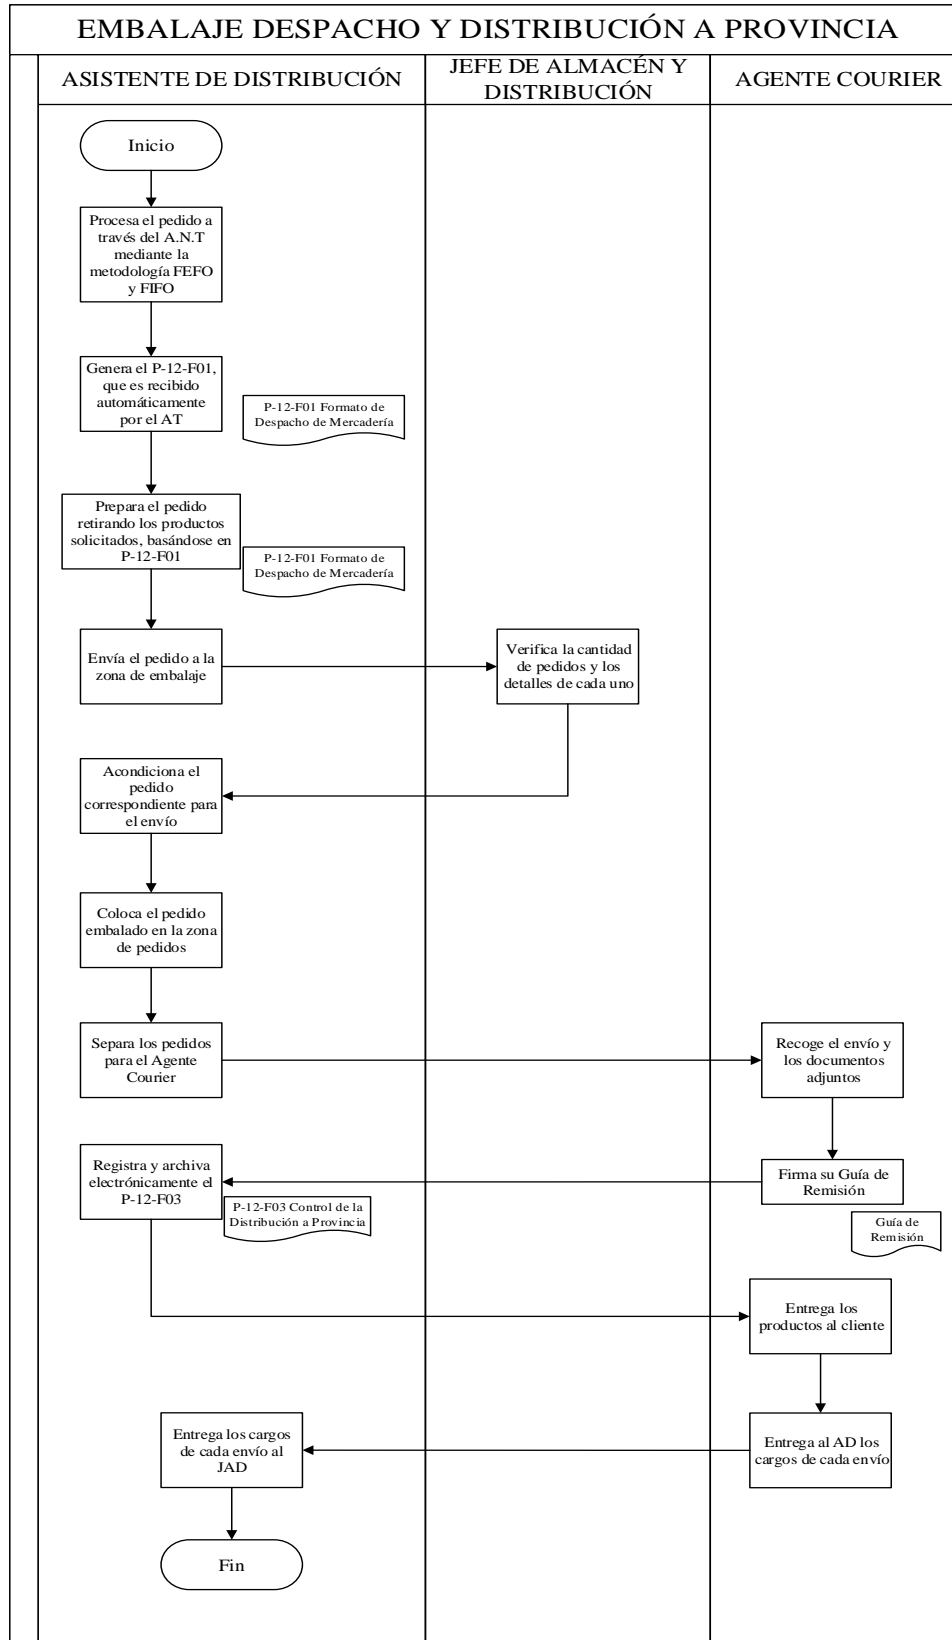 EMBALAJE DESPACHO Y DISTRIBUCIÓN A PROVINCIA
ASISTENTE DE DISTRIBUCIÓN
JEFE DE ALMACÉN Y
DISTRIBUCIÓN
AGENTE COURIER
Inicio
Procesa el pedido a
través del A.N.T
mediante la
metodología FEFO
y FIFO
Genera el P-12-F01,
que es recibido
automáticamente
por el AT
P-12-F01 Formato de
Despacho de Mercadería
Prepara el pedido
retirando los productos
solicitados, basándose en
P-12-F01
P-12-F01 Formato de
Despacho de Mercadería
Envía el pedido a la
zona de embalaje
Verifica la cantidad
de pedidos y los
detalles de cada uno
Acondiciona el
pedido
correspondiente para
el envío
Coloca el pedido
embalado en la zona
de pedidos
Separa los pedidos
para el Agente
Courier
Recoge el envío y
los documentos
adjuntos
Firma su Guía de
Remisión
Guía de
Remisión
Registra y archiva
electrónicamente el
P-12-F03
P-12-F03 Control de la
Distribución a Provincia
Entrega los
productos al cliente
Entrega al AD los
cargos de cada envío
Entrega los cargos
de cada envío al
JAD
Fin